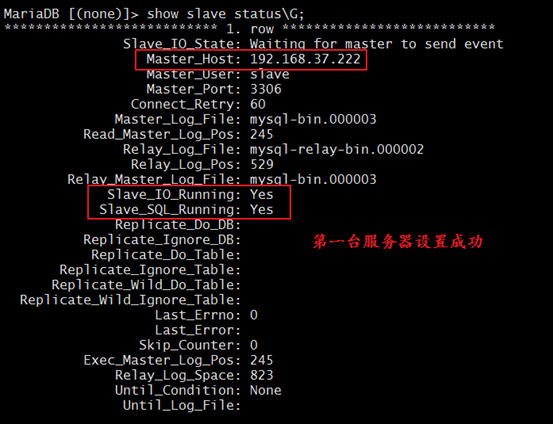 MariaDB [(none)]> show slave status\G;
*************************** 1. row ***************************
Slave_IO_State: Waiting for master to send event
Master_Host: 192.168.37.222
Master_User: slave
Master_Port: 3306
Connect_Retry: 60
Master_Log_File: mysql-bin.000003
Read_Master_Log_Pos: 245
Relay_Log_File: mysql-relay-bin.000002
Relay_Log_Pos: 529
Relay_Master_Log_File: mysql-bin.000003
Slave_IO_Running: Yes
Slave_SQL_Running: Yes
Replicate_Do_DB:
Replicate_Ignore_DB:
第一台服务器设置成功
Replicate_Do_Table:
Replicate_Ignore_Table:
Replicate_Wild_Do_Table:
Replicate_Wild_Ignore_Table:
Last_Errno: 0
Last_Error:
Skip_Counter: 0
Exec_Master_Log_Pos: 245
Relay_Log_Space: 823
Until_Condition: None
Until_Log_File: